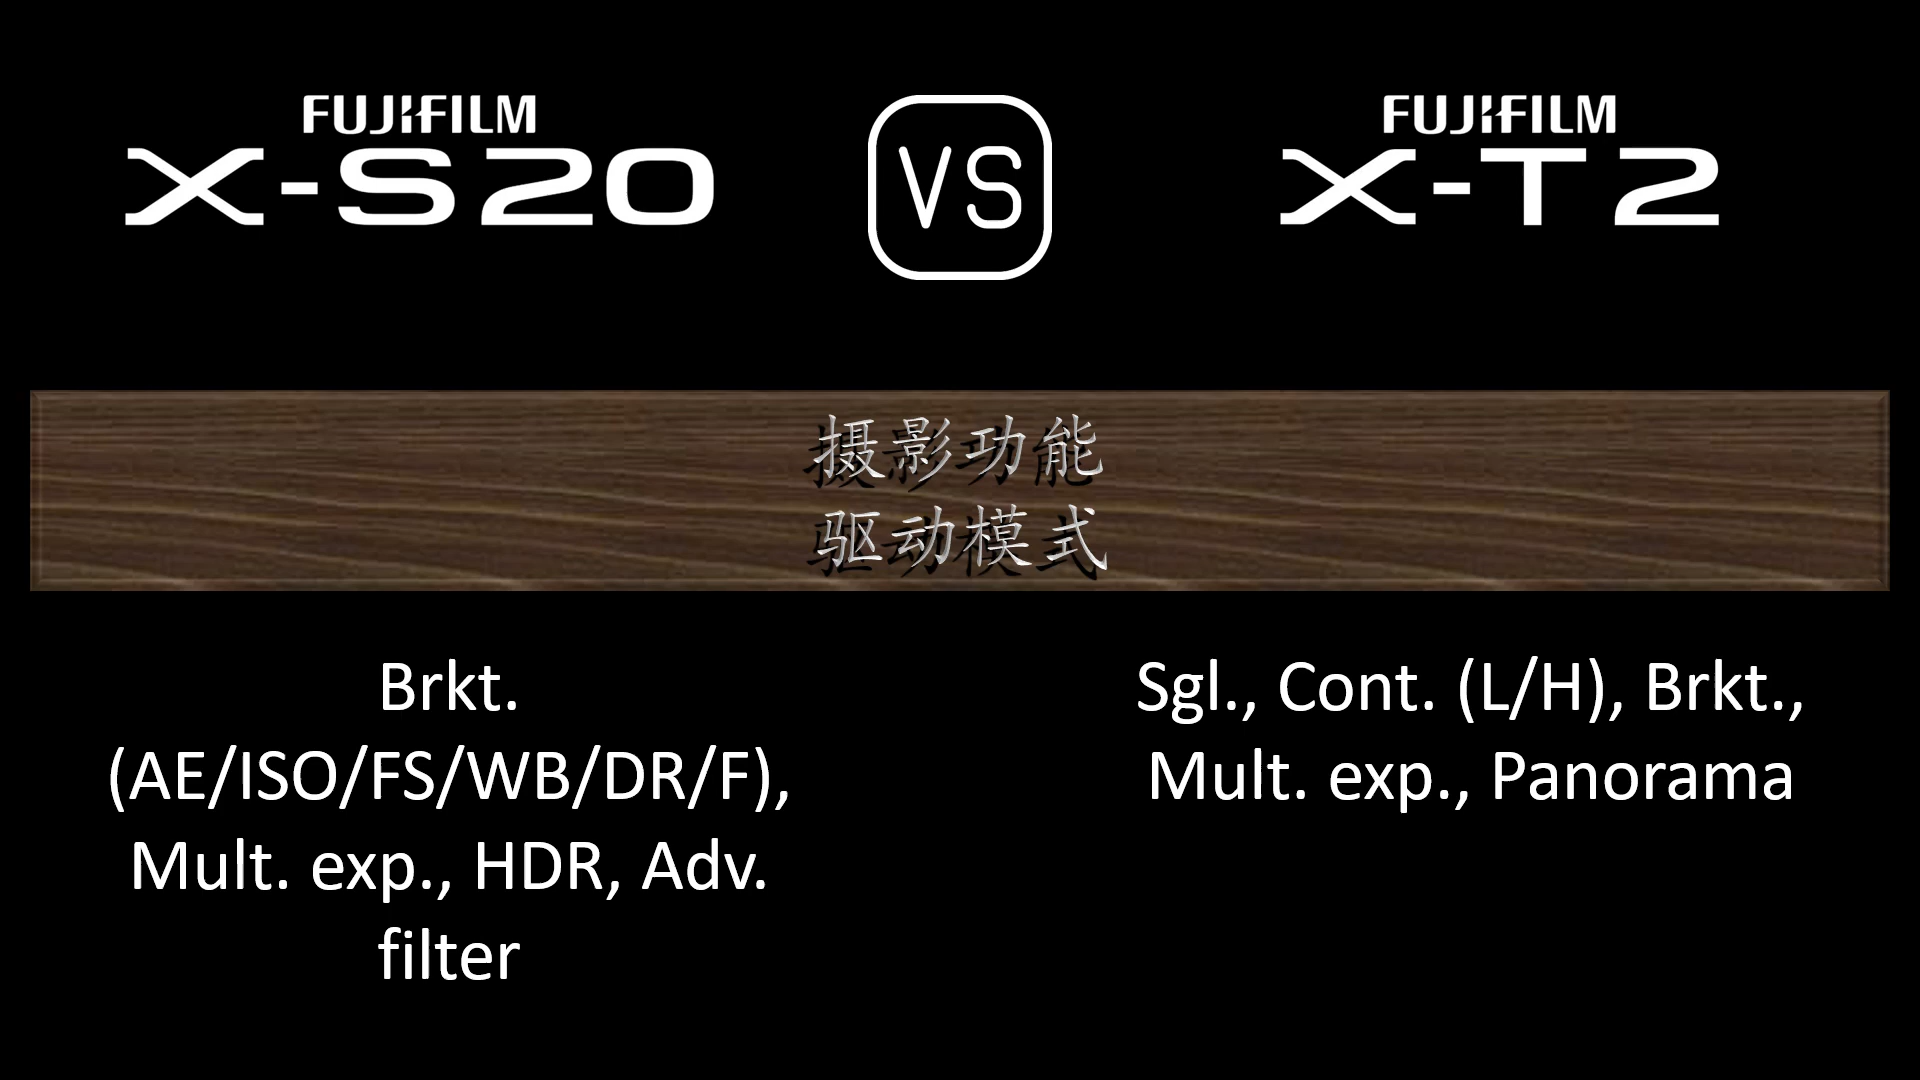 FUJIFILM
X-S20
VS
FUJIFILM
X-T2
摄影功能
驱动模式
Brkt.
(AE/ISO/FS/WB/DR/F),
Mult. exp., HDR, Adv.
filter
Sgl., Cont. (L/H), Brkt.,
Mult. exp., Panorama